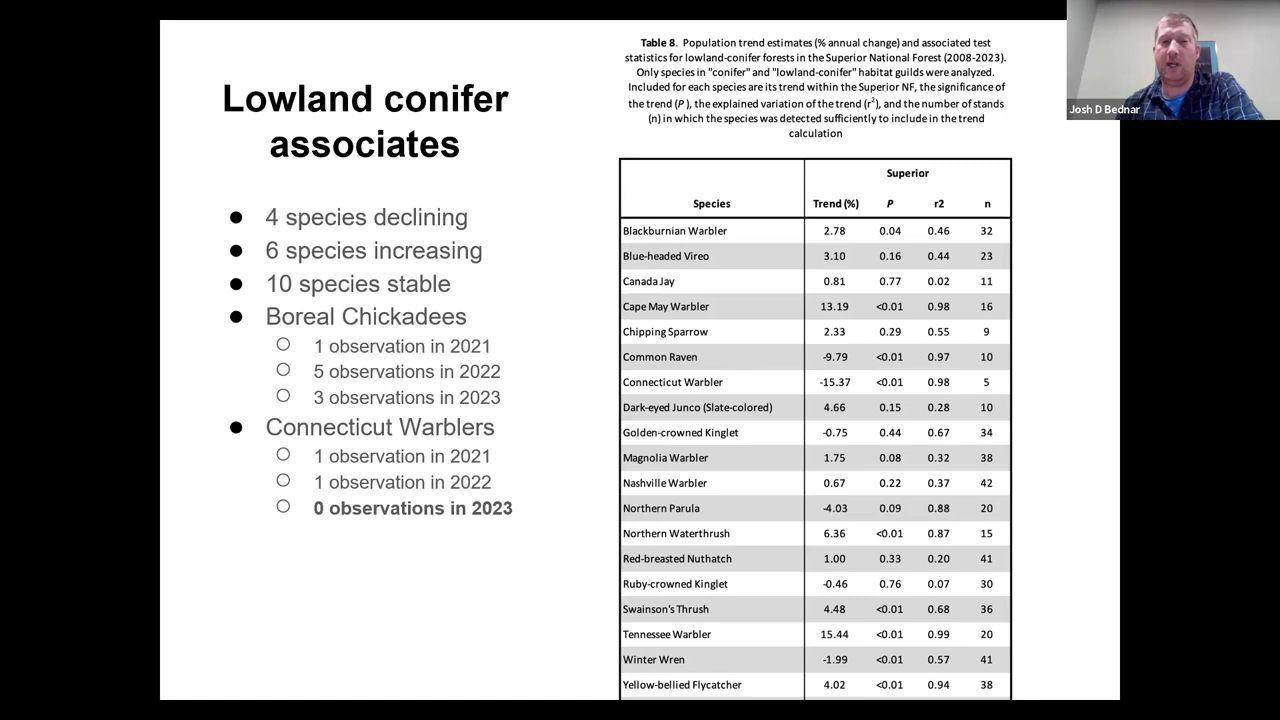 Lowland conifer
associates
● 4 species declining
● 6 species increasing
● 10 species stable
● Boreal Chickadees
○ 1 observation in 2021
○ 5 observations in 2022
○ 3 observations in 2023
● Connecticut Warblers
○ 1 observation in 2021
○ 1 observation in 2022
○ 0 observations in 2023
Table 8. Population trend estimates (% annual change) and associated test
statistics for lowland-conifer forests in the Superior National Forest (2008-2023).
Only species in "conifer" and "lowland-conifer" habitat guilds were analyzed.
Included for each species are its trend within the Superior NF, the significance of
the trend (P ), the explained variation of the trend (r²), and the number of stands
(n) in which the species was detected sufficiently to include in the trend
calculation
Superior
Species Trend (%) P r2 n
Blackburnian Warbler 2.78 0.04 0.46 32
Blue-headed Vireo 3.10 0.16 0.44 23
Canada Jay 0.81 0.77 0.02 11
Cape May Warbler 13.19 <0.01 0.98 16
Chipping Sparrow 2.33 0.29 0.55 9
Common Raven -9.79 <0.01 0.97 10
Connecticut Warbler -15.37 <0.01 0.98 5
Dark-eyed Junco (Slate-colored) 4.66 0.15 0.28 10
Golden-crowned Kinglet -0.75 0.44 0.67 34
Magnolia Warbler 1.75 0.08 0.32 38
Nashville Warbler 0.67 0.22 0.37 42
Northern Parula -4.03 0.09 0.88 20
Northern Waterthrush 6.36 <0.01 0.87 15
Red-breasted Nuthatch 1.00 0.33 0.20 41
Ruby-crowned Kinglet -0.46 0.76 0.07 30
Swainson's Thrush 4.48 <0.01 0.68 36
Tennessee Warbler 15.44 <0.01 0.99 20
Winter Wren -1.99 <0.01 0.57 41
Yellow-bellied Flycatcher 4.02 <0.01 0.94 38
Josh D Bednar